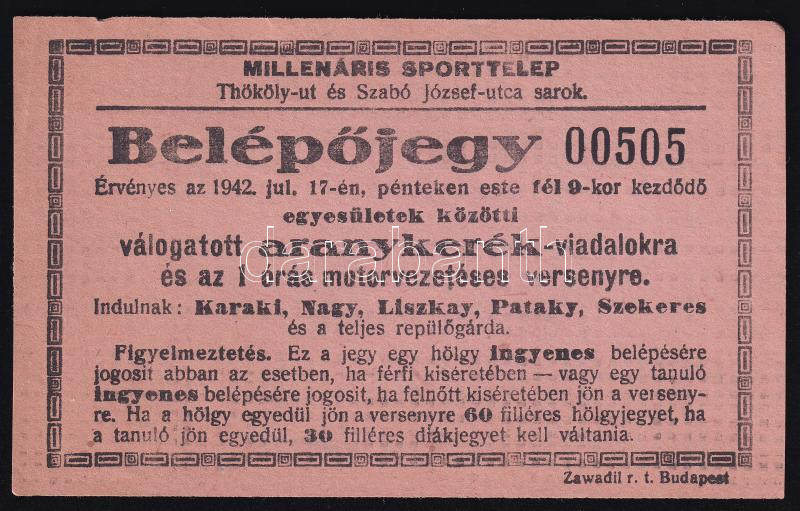 MILLENÁRIS SPORTTELEP
Thököly-ut és Szabó József-utca sarok.
Belépőjegy 00505
Érvényes az 1942. jul. 17-én, pénteken este fél 9-kor kezdődő
egyesületek közötti
válogatott aranykerék-viadalokra
és az 1 órás motorvezetéses versenyre.
Indulnak: Karaki, Nagy, Liszkay, Pataky, Szekeres
és a teljes repülőgárda.
Figyelmeztetés. Ez a jegy egy hölgy ingyenes belépésére
jogosit abban az esetben, ha férfi kiséretében — vagy egy tanuló
ingyenes belépésére jogosit, ha felnőtt kiséretében jön a verseny-
re. Ha a hölgy egyedül jön a versenyre 60 filléres hölgyjegyet, ha
a tanuló jön egyedül, 30 filléres diákjegyet kell váltania.
Zawadil r. t. Budapest
darabanth